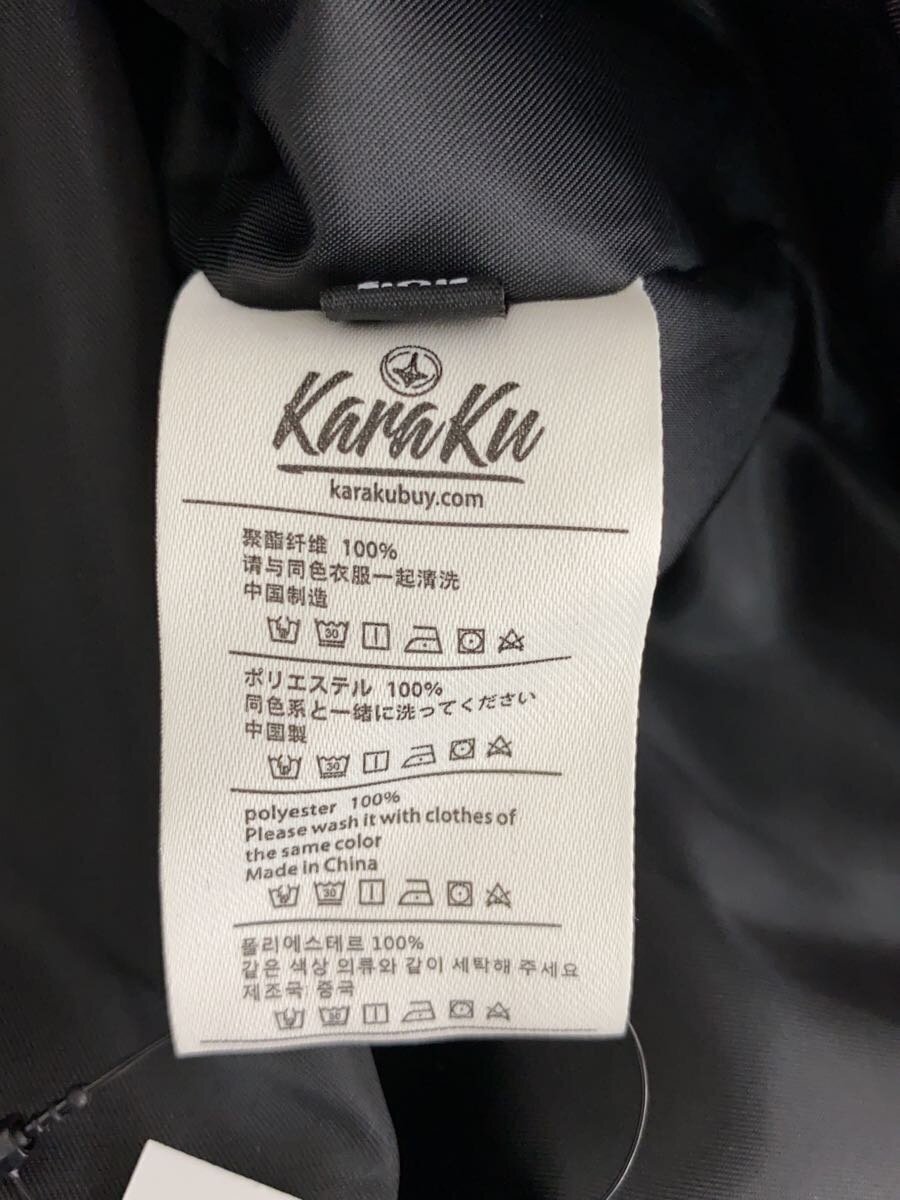 KaraKu
karakubuy.com
聚酯纤维 100%
请与同色衣服一起清洗
中国制造
30
ポリエステル 100%
同色系と一緒に洗ってください
中国製
30
polyester 100%
Please wash it with clothes of
the same color
Made in China
30
폴리에스테르 100%
같은 색상 의류와 같이 세탁해 주세요
제조국 중국
30